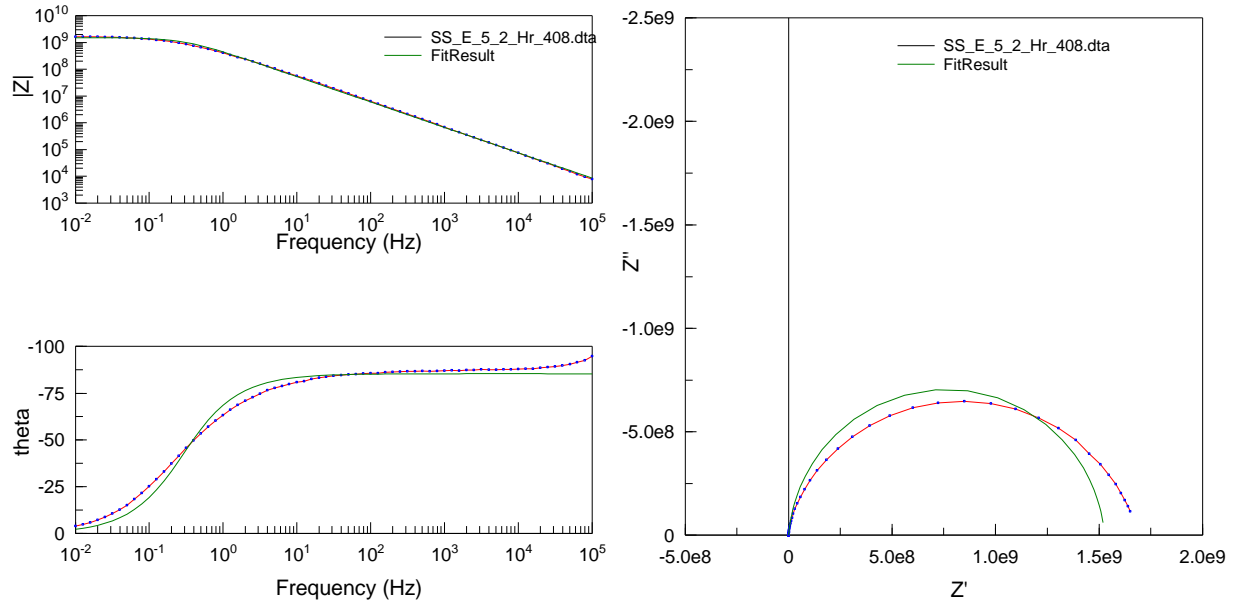 10^10
10^9
10^8
10^7
10^6
10^5
10^4
10^3
|Z|
SS_E_5_2_Hr_408.dta
FitResult
10^-2 10^-1 10^0 10^1 10^2 10^3 10^4 10^5
Frequency (Hz)
-100
-75
-50
-25
0
theta
10^-2 10^-1 10^0 10^1 10^2 10^3 10^4 10^5
Frequency (Hz)
-2.5e9
-2.0e9
-1.5e9
-1.0e9
-5.0e8
0
Z''
SS_E_5_2_Hr_408.dta
FitResult
-5.0e8 0 5.0e8 1.0e9 1.5e9 2.0e9
Z'